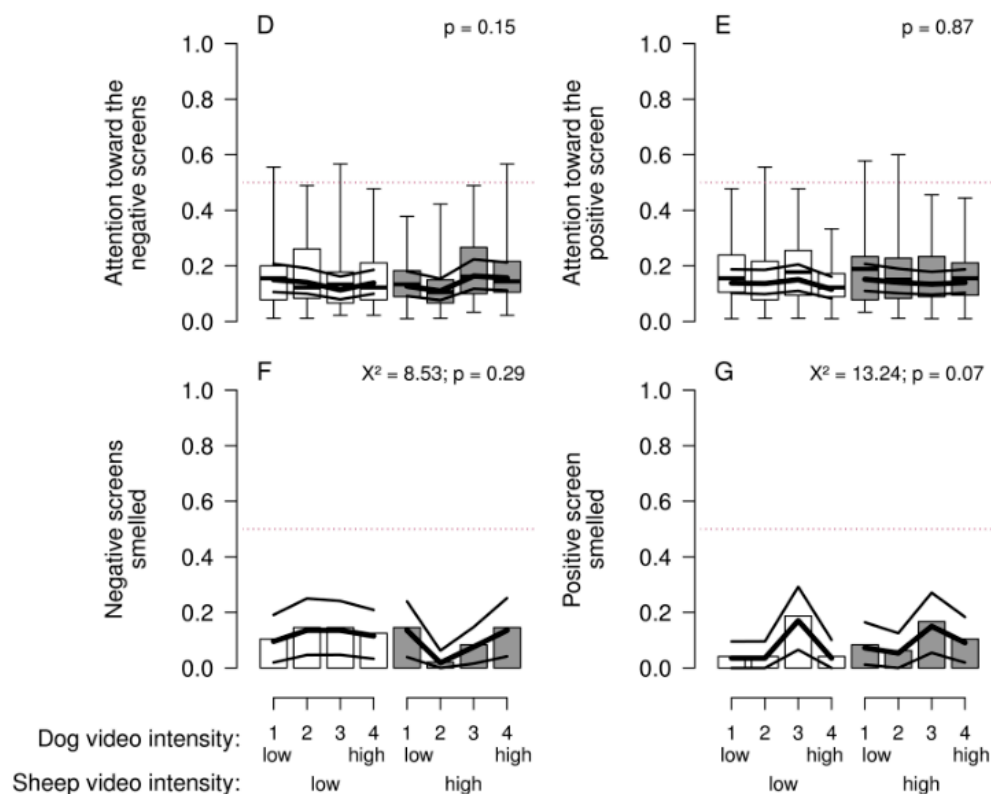 D
p = 0.15
Attention toward the
negative screens
1.0
0.8
0.6
0.4
0.2
0.0
E
p = 0.87
Attention toward the
positive screen
1.0
0.8
0.6
0.4
0.2
0.0
F
X² = 8.53; p = 0.29
Negative screens
smelled
1.0
0.8
0.6
0.4
0.2
0.0
G
X² = 13.24; p = 0.07
Positive screen
smelled
1.0
0.8
0.6
0.4
0.2
0.0
Dog video intensity: 1 2 3 4 1 2 3 4 1 2 3 4 1 2 3 4
low high low high low high low high
Sheep video intensity: low high low high